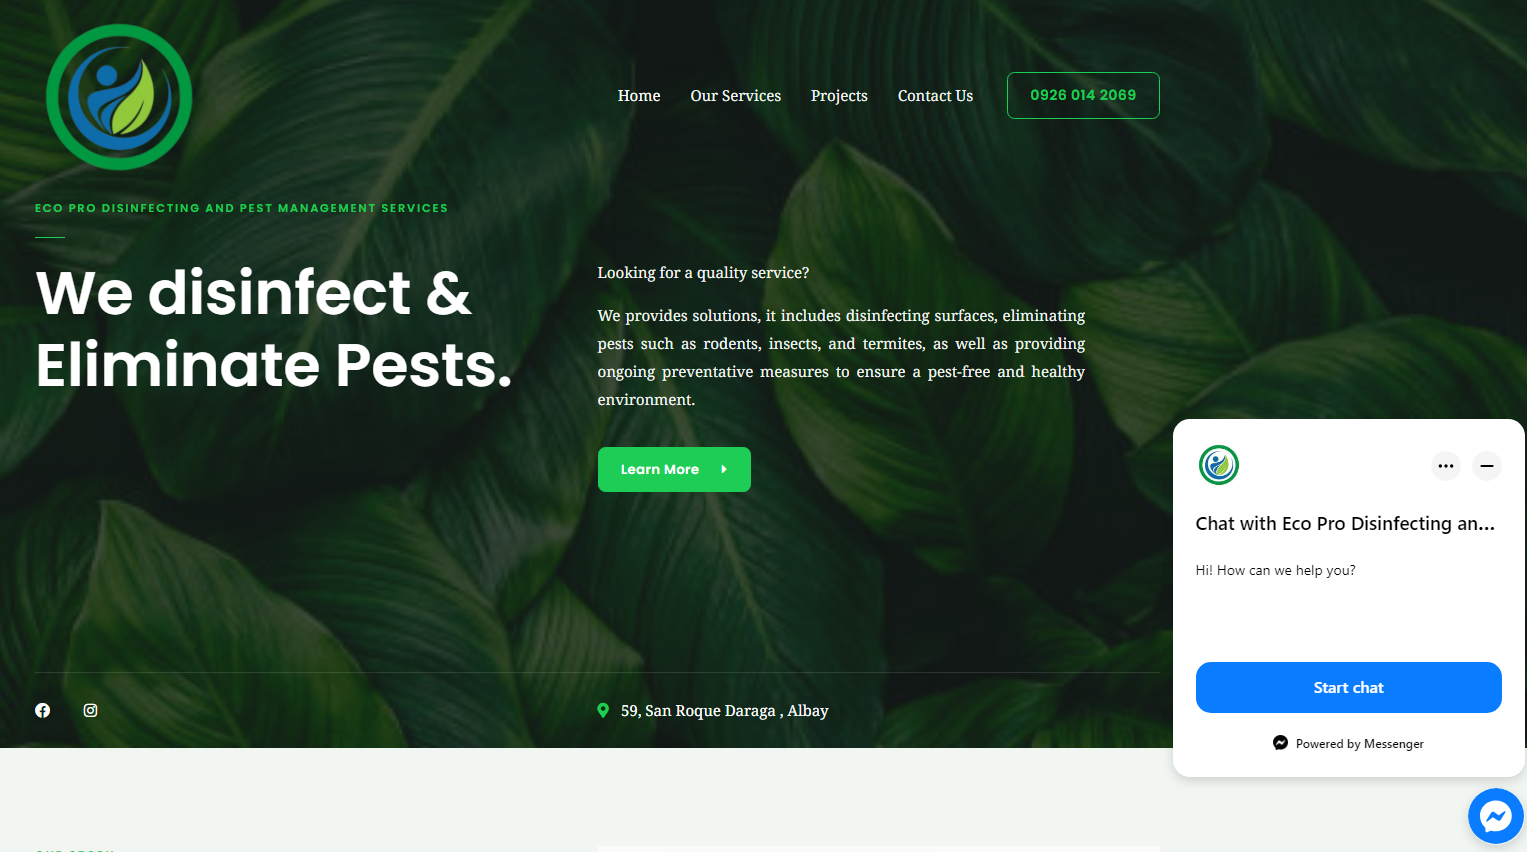 Home Our Services Projects Contact Us 0926 014 2069
ECO PRO DISINFECTING AND PEST MANAGEMENT SERVICES
We disinfect &
Eliminate Pests.
Looking for a quality service?
We provides solutions, it includes disinfecting surfaces, eliminating
pests such as rodents, insects, and termites, as well as providing
ongoing preventative measures to ensure a pest-free and healthy
environment.
Learn More
59, San Roque Daraga , Albay
Chat with Eco Pro Disinfecting an...
Hi! How can we help you?
Start chat
Powered by Messenger